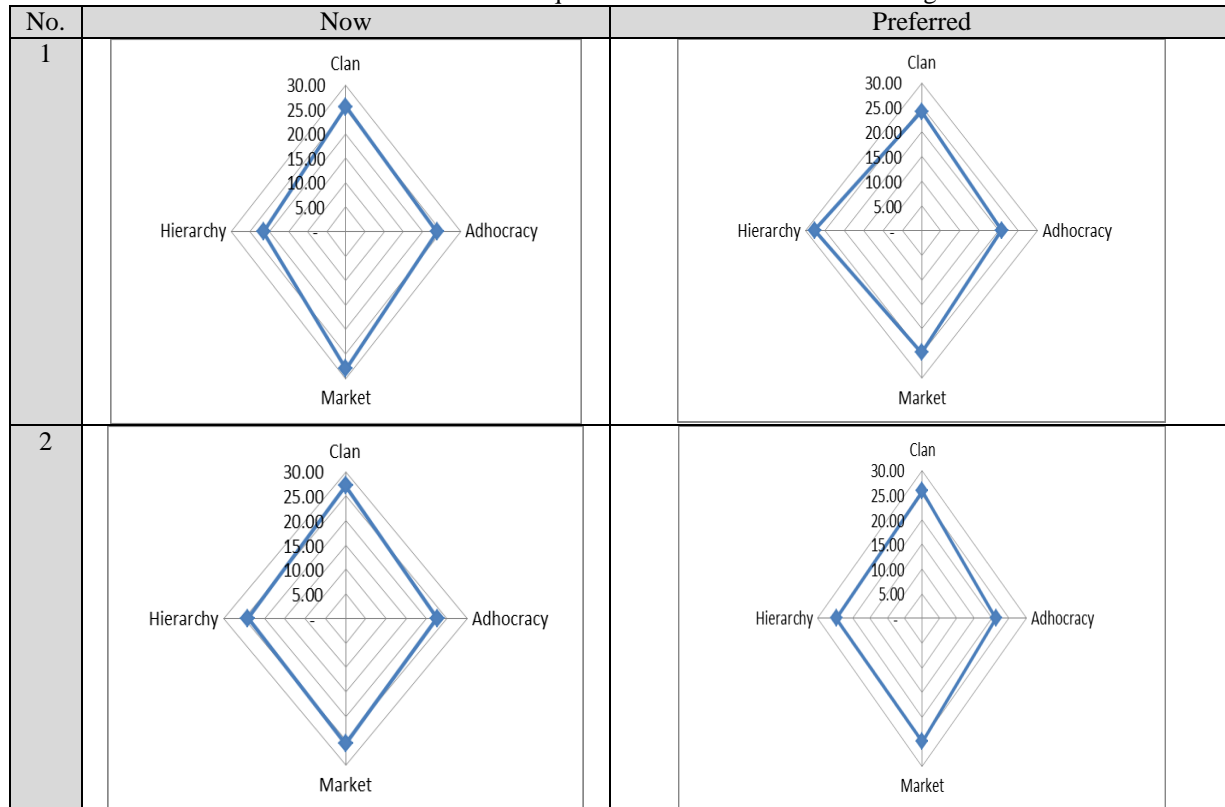 No. Now Preferred
1
Clan
30.00
25.00
20.00
15.00
10.00
5.00
-
Hierarchy
Adhocracy
Market
Clan
30.00
25.00
20.00
15.00
10.00
5.00
-
Hierarchy
Adhocracy
Market
2
Clan
30.00
25.00
20.00
15.00
10.00
5.00
-
Hierarchy
Adhocracy
Market
Clan
30.00
25.00
20.00
15.00
10.00
5.00
-
Hierarchy
Adhocracy
Market